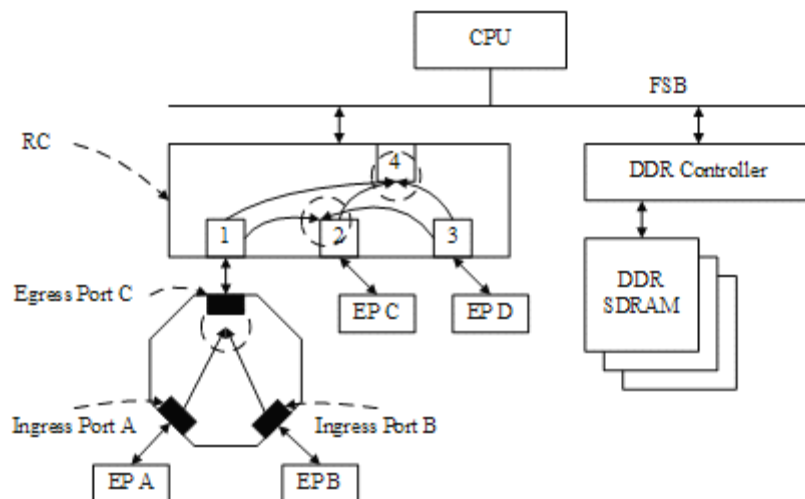 CPU
FSB
RC
4
DDR Controller
1
2
3
Egress Port C
EP C
EP D
DDR
SDRAM
Ingress Port A
Ingress Port B
EP A
EP B